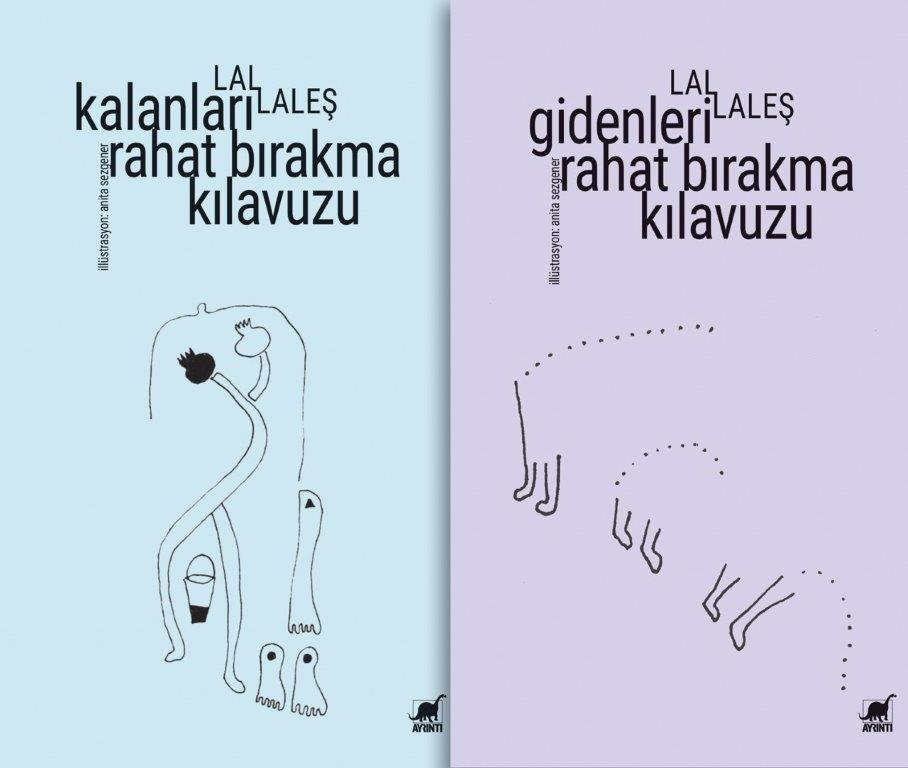 LAL
kalanları
LALEŞ
rahat bırakma
kılavuzu
illüstrasyon: anita sezgener
AYRINTI
LAL
gidenleri
LALEŞ
rahat bırakma
kılavuzu
illüstrasyon: anita sezgener
AYRINTI